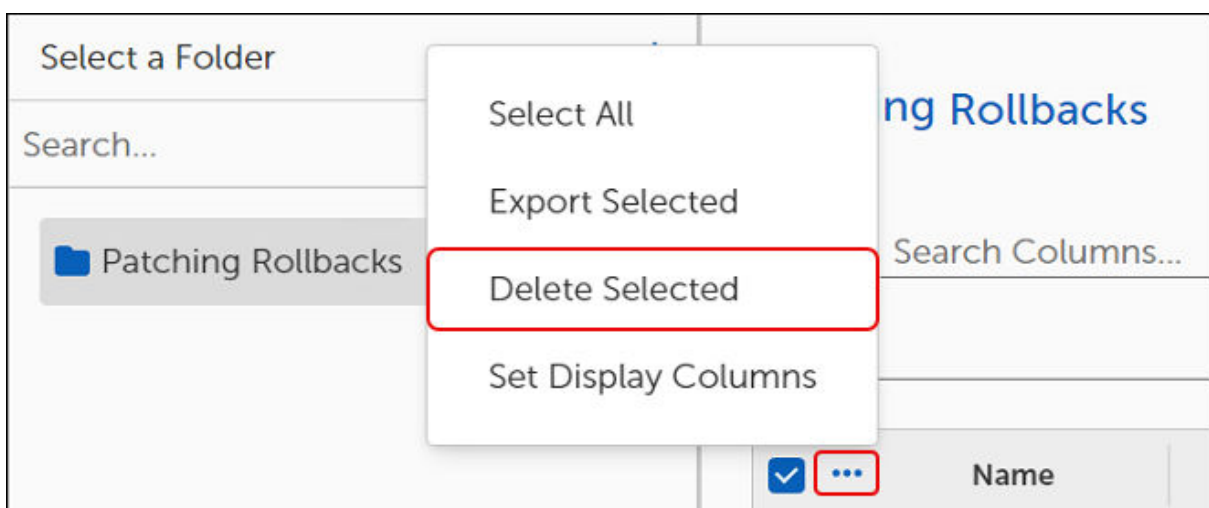 Select a Folder
Search...
Patching Rollbacks
Select All
Export Selected
Delete Selected
Set Display Columns
ng Rollbacks
Search Columns...
Name